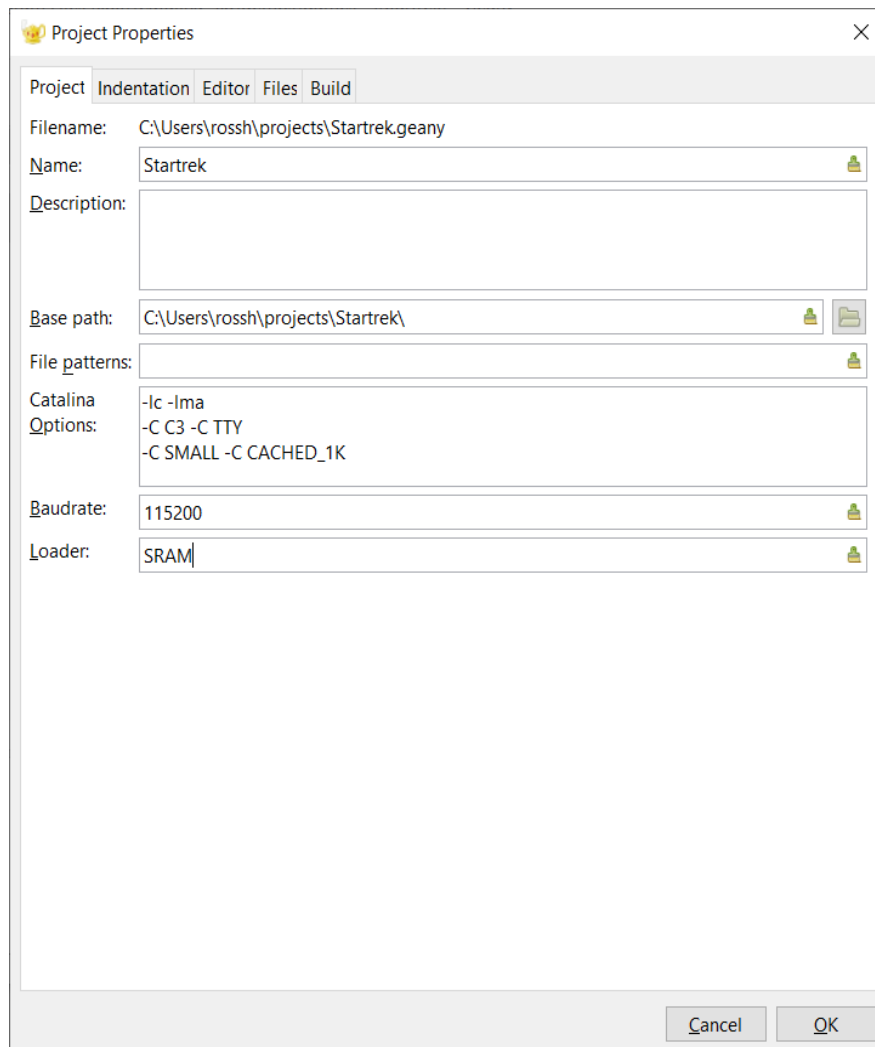 Project Properties
Project Indentation Editor Files Build
Filename: C:\Users\rossh\projects\Startrek.geany
Name: Startrek
Description:
Base path: C:\Users\rossh\projects\Startrek\
File patterns:
Catalina Options:
-lc -lma
-C C3 -C TTY
-C SMALL -C CACHED_1K
Baudrate: 115200
Loader: SRAM
Cancel OK